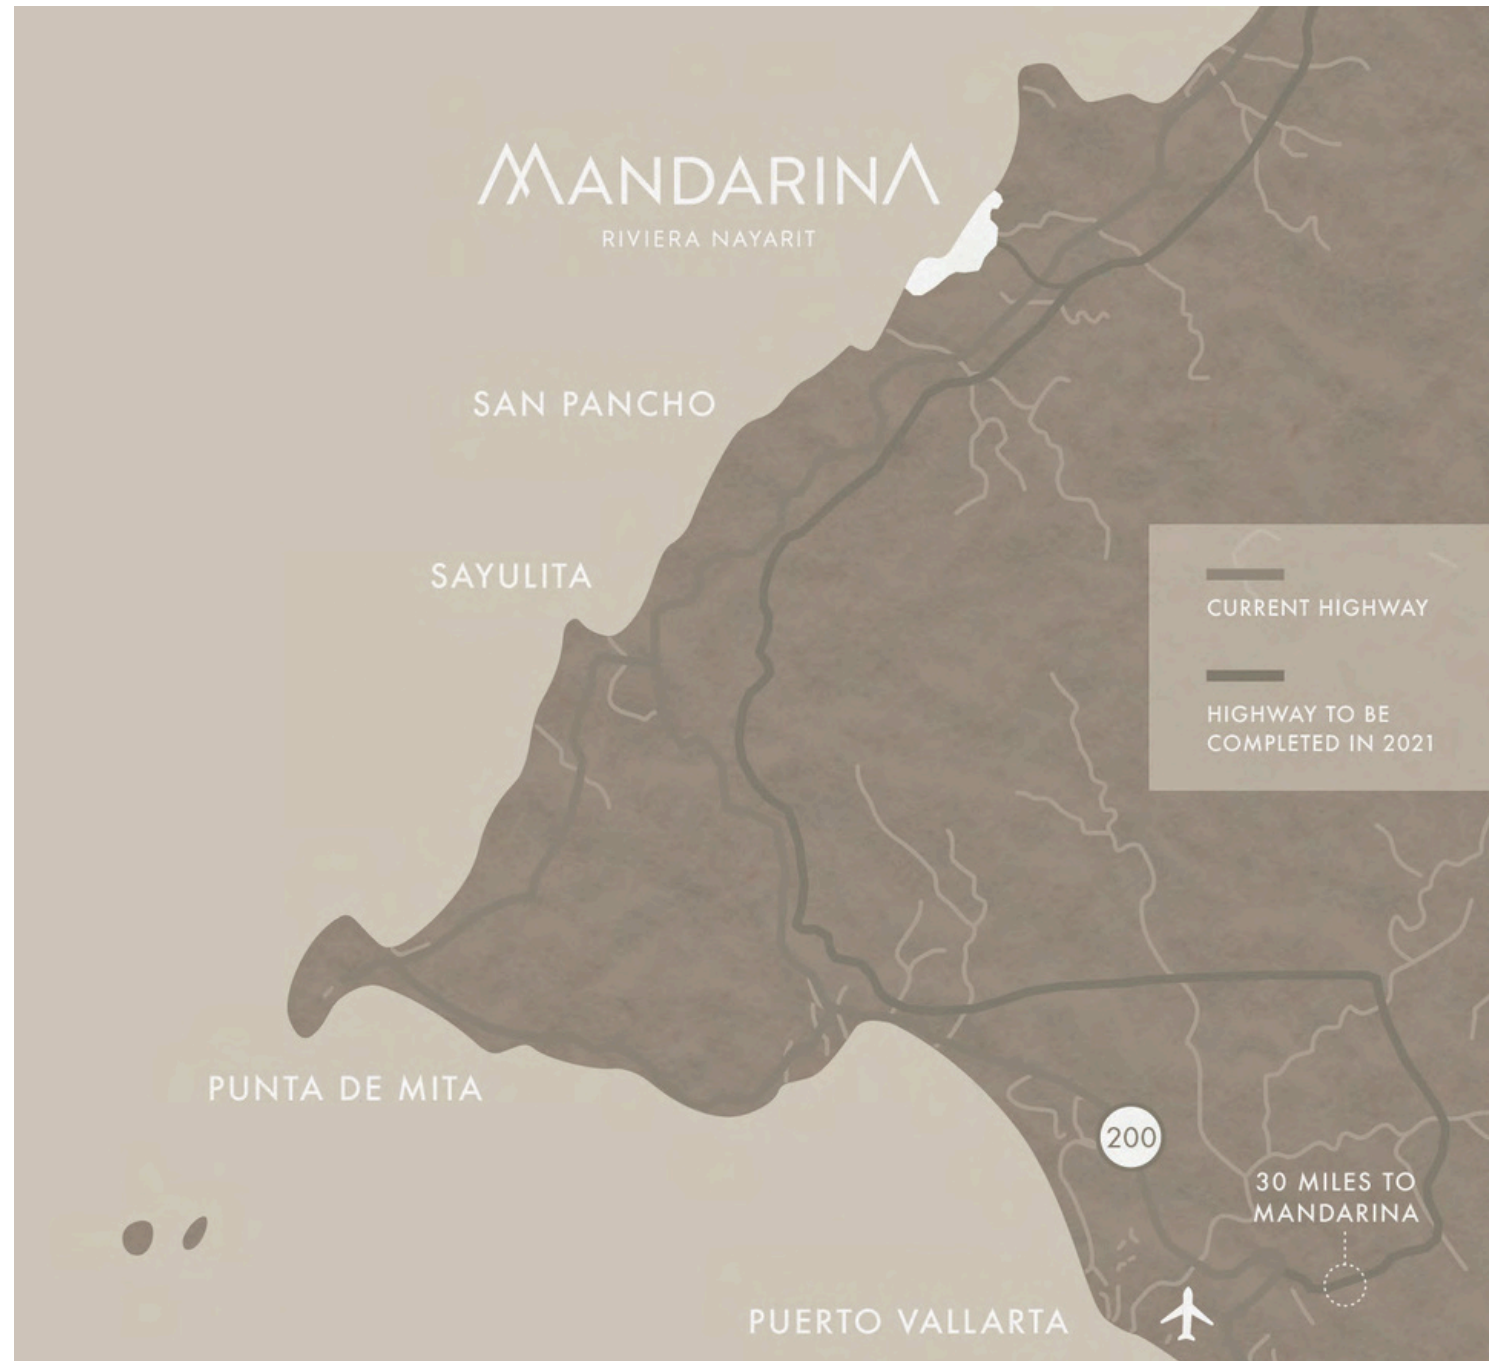 MANDARINA
RIVIERA NAYARIT
SAN PANCHO
SAYULITA
CURRENT HIGHWAY
HIGHWAY TO BE
COMPLETED IN 2021
PUNTA DE MITA
200
30 MILES TO
MANDARINA
PUERTO VALLARTA